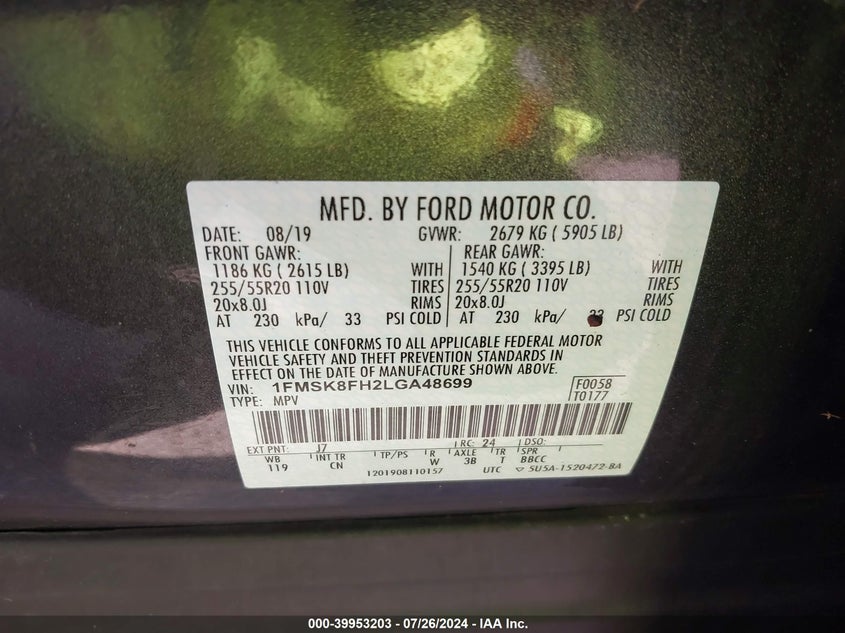 MFD. BY FORD MOTOR CO.
DATE: 08/19 GVWR: 2679 KG ( 5905 LB)
FRONT GAWR: REAR GAWR:
1186 KG ( 2615 LB) WITH 1540 KG ( 3395 LB) WITH
255/55R20 110V TIRES 255/55R20 110V TIRES
20x8.0J RIMS 20x8.0J RIMS
AT 230 kPa/ 33 PSI COLD AT 230 kPa/ PSI COLD
THIS VEHICLE CONFORMS TO ALL APPLICABLE FEDERAL MOTOR
VEHICLE SAFETY AND THEFT PREVENTION STANDARDS IN
EFFECT ON THE DATE OF MANUFACTURE SHOWN ABOVE.
VIN: 1FMSK8FH2LGA48699 F0058
TYPE: MPV T0177
EXT PNT: J7 RC: 24 DSO:
WB INT TR TP/PS R AXLE TR SPR
119 CN W 3B T BBCC
1201908110157 UTC ▽ 5U5A-1520472-BA
000-39953203 - 07/26/2024 - IAA Inc.